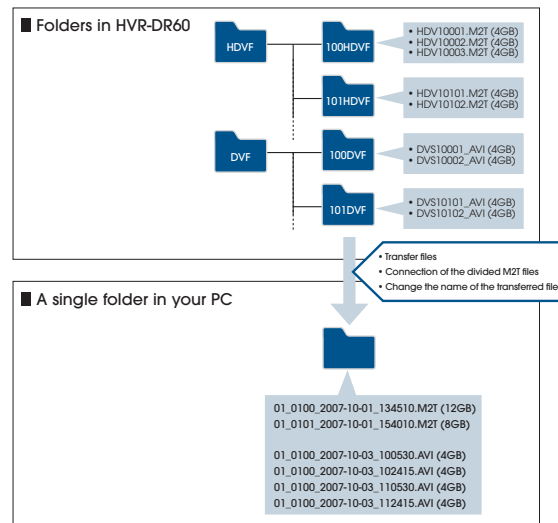 ■ Folders in HVR-DR60
HDVF
100HDVF
• HDV10001.M2T (4GB)
• HDV10002.M2T (4GB)
• HDV10003.M2T (4GB)
101HDVF
• HDV10101.M2T (4GB)
• HDV10102.M2T (4GB)
DVF
100DVF
• DVS10001_AVI (4GB)
• DVS10002_AVI (4GB)
101DVF
• DVS10101_AVI (4GB)
• DVS10102_AVI (4GB)
• Transfer files
• Connection of the divided M2T files
• Change the name of the transferred file
■ A single folder in your PC
01_0100_2007-10-01_134510.M2T (12GB)
01_0101_2007-10-01_154010.M2T (8GB)
01_0100_2007-10-03_100530.AVI (4GB)
01_0100_2007-10-03_102415.AVI (4GB)
01_0100_2007-10-03_110530.AVI (4GB)
01_0100_2007-10-03_112415.AVI (4GB)